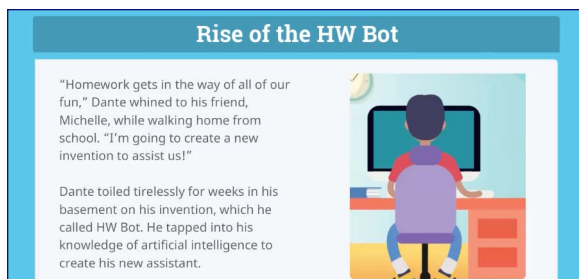 Rise of the HW Bot
“Homework gets in the way of all of our
fun,” Dante whined to his friend,
Michelle, while walking home from
school. “I’m going to create a new
invention to assist us!”
Dante toiled tirelessly for weeks in his
basement on his invention, which he
called HW Bot. He tapped into his
knowledge of artificial intelligence to
create his new assistant.